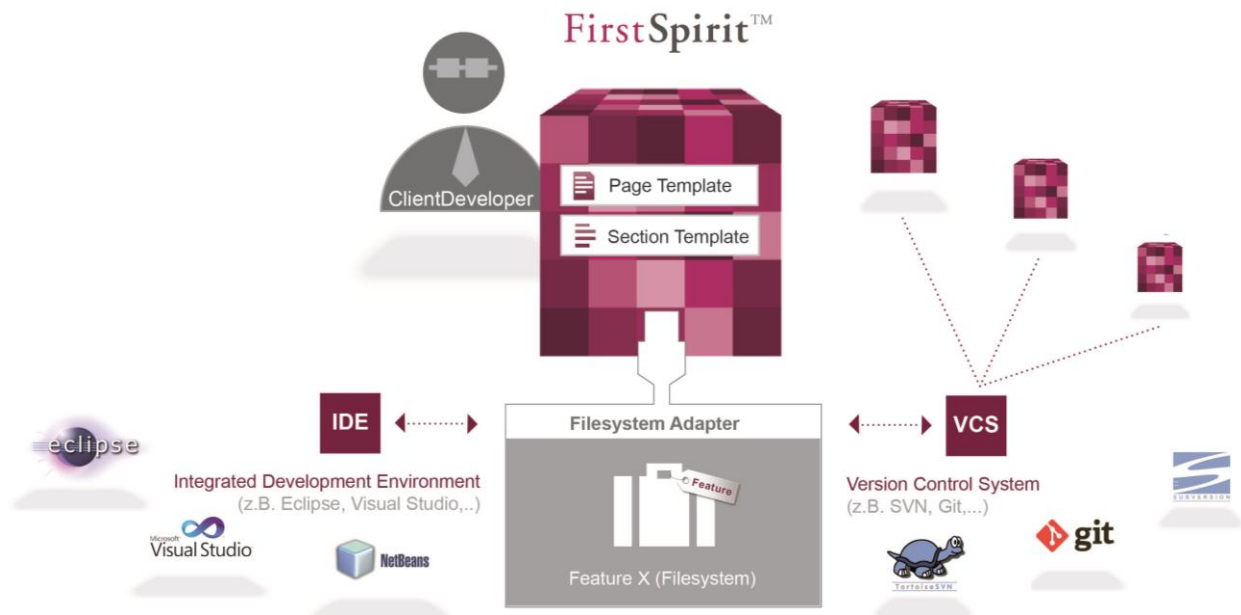 FirstSpirit™
ClientDeveloper
Page Template
Section Template
IDE
Filesystem Adapter
VCS
eclipse
Integrated Development Environment
(z.B. Eclipse, Visual Studio,..)
Feature
Version Control System
(z.B. SVN, Git,...)
SUBVERSION
Microsoft
Visual Studio
NetBeans
Feature X (Filesystem)
TortoiseSVN
git